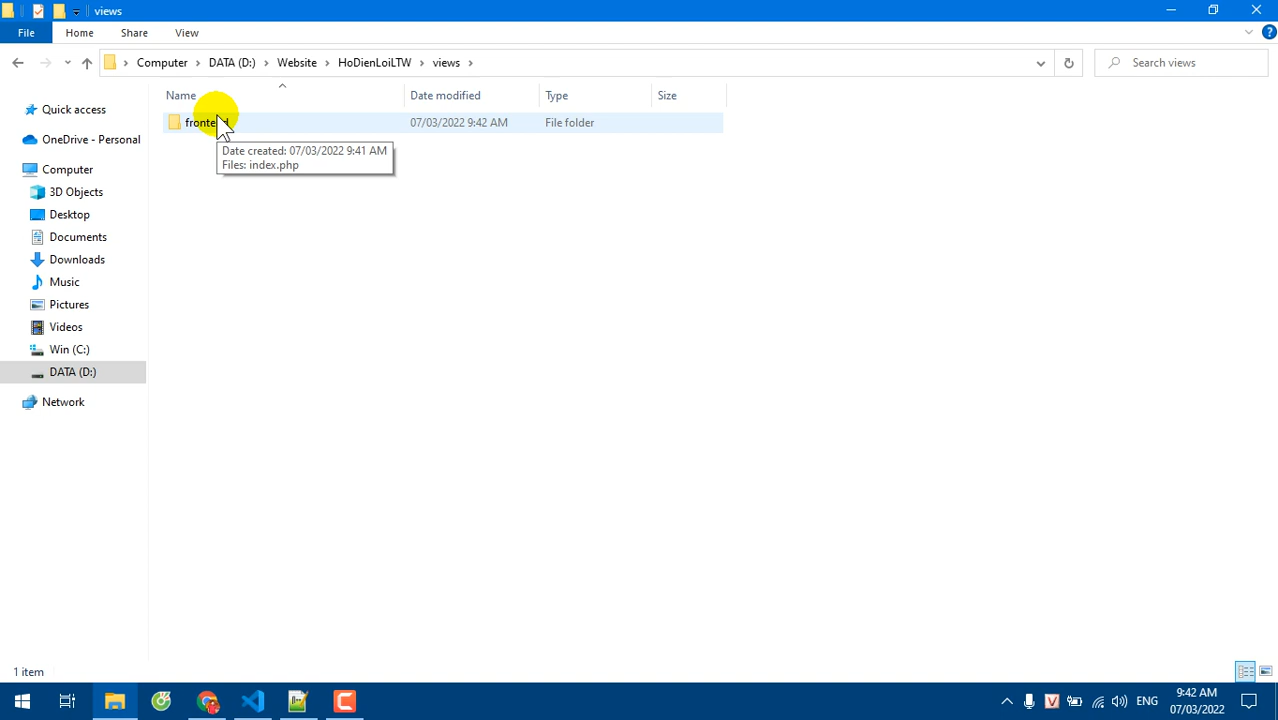 views
File
Home
Share
View
Computer
DATA (D:)
Website
HoDienLoiLTW
views
Search views
Name
Date modified
Type
Size
frontend
07/03/2022 9:42 AM
File folder
Date created: 07/03/2022 9:41 AM
Files: index.php
Quick access
OneDrive - Personal
Computer
3D Objects
Desktop
Documents
Downloads
Music
Pictures
Videos
Win (C:)
DATA (D:)
Network
1 item
ENG
9:42 AM
07/03/2022